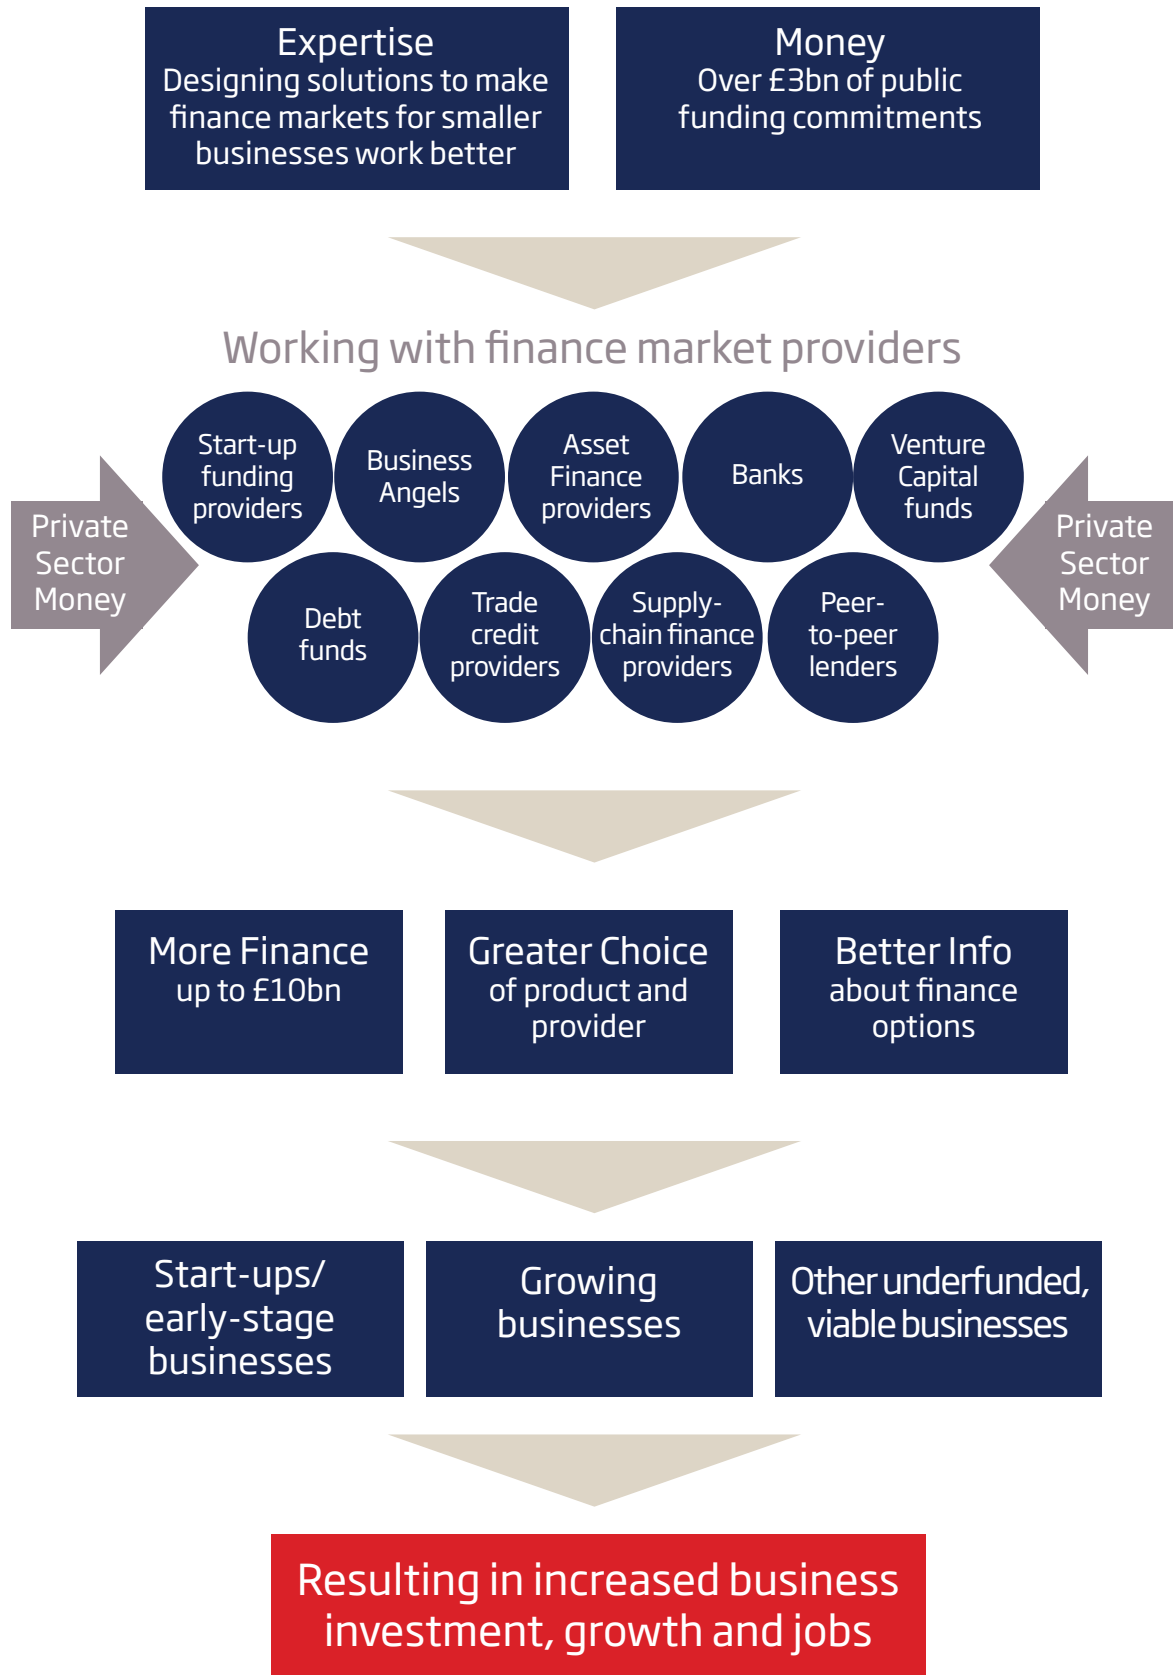 Expertise
Designing solutions to make
finance markets for smaller
businesses work better
Money
Over £3bn of public
funding commitments
Working with finance market providers
Start-up
funding
providers
Business
Angels
Asset
Finance
providers
Banks
Venture
Capital
funds
Private
Sector
Money
Private
Sector
Money
Debt
funds
Trade
credit
providers
Supply-
chain finance
providers
Peer-
to-peer
lenders
More Finance
up to £10bn
Greater Choice
of product and
provider
Better Info
about finance
options
Start-ups/
early-stage
businesses
Growing
businesses
Other underfunded,
viable businesses
Resulting in increased business
investment, growth and jobs